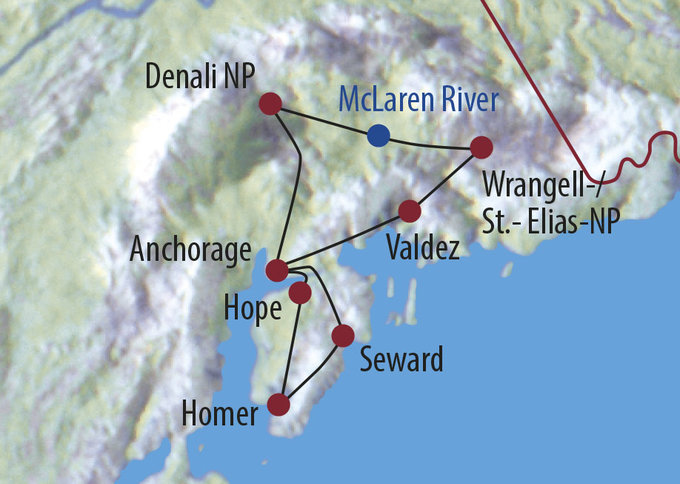 Denali NP
McLaren River
Wrangell-/
St.- Elias-NP
Anchorage
Valdez
Hope
Seward
Homer